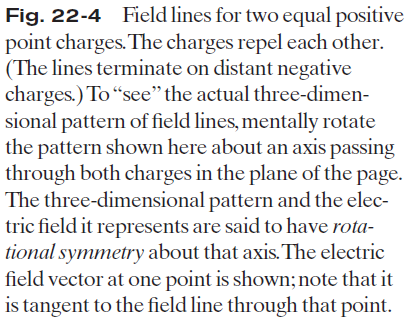 Fig. 22-4 Field lines for two equal positive
point charges. The charges repel each other.
(The lines terminate on distant negative
charges.) To “see” the actual three-dimen-
sional pattern of field lines, mentally rotate
the pattern shown here about an axis passing
through both charges in the plane of the page.
The three-dimensional pattern and the elec-
tric field it represents are said to have rota-
tional symmetry about that axis. The electric
field vector at one point is shown; note that it
is tangent to the field line through that point.